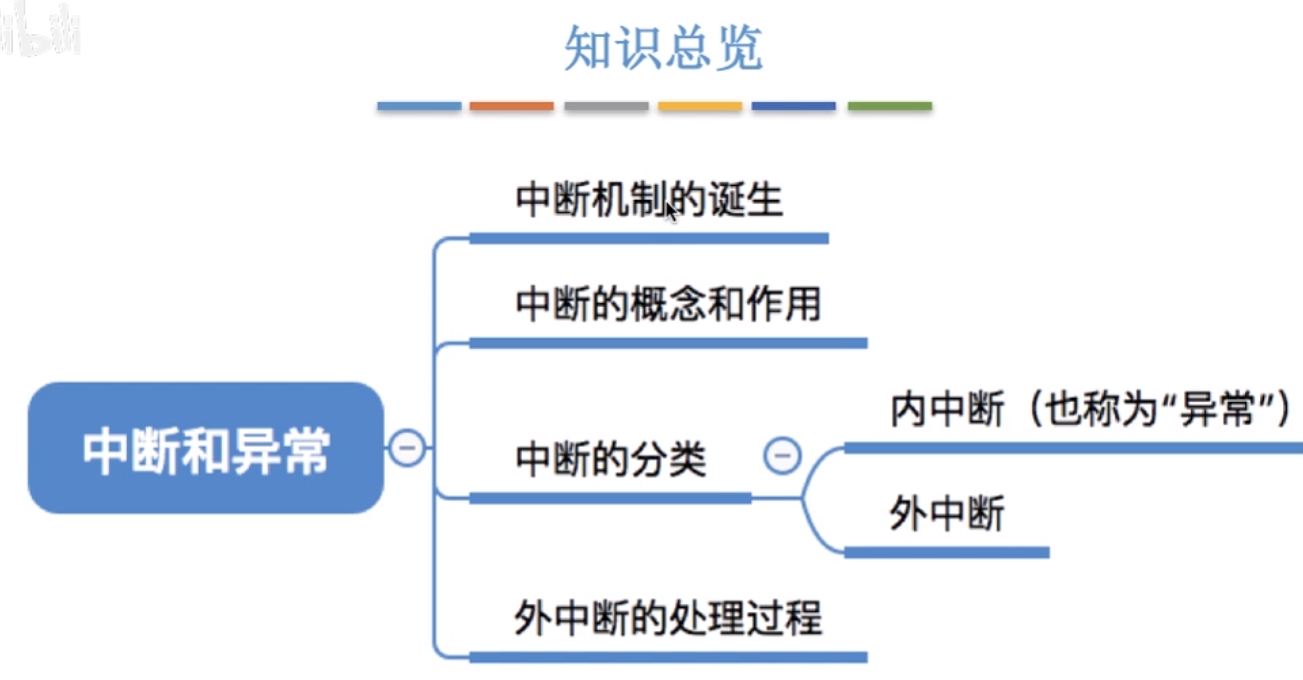 知识总览
中断机制的诞生
中断的概念和作用
中断和异常
中断的分类
内中断（也称为“异常”）
外中断
外中断的处理过程